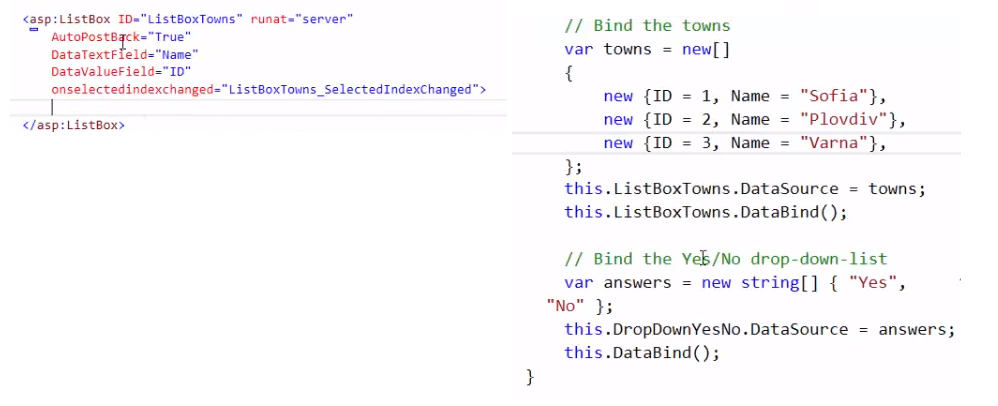 <asp:ListBox ID="ListBoxTowns" runat="server"
AutoPostBack="True"
DataTextField="Name"
DataValueField="ID"
onselectedindexchanged="ListBoxTowns_SelectedIndexChanged">
</asp:ListBox>
// Bind the towns
var towns = new[]
{
new {ID = 1, Name = "Sofia"},
new {ID = 2, Name = "Plovdiv"},
new {ID = 3, Name = "Varna"},
};
this.ListBoxTowns.DataSource = towns;
this.ListBoxTowns.DataBind();
// Bind the Yes/No drop-down-list
var answers = new string[] { "Yes",
"No" };
this.DropDownYesNo.DataSource = answers;
this.DataBind();
}